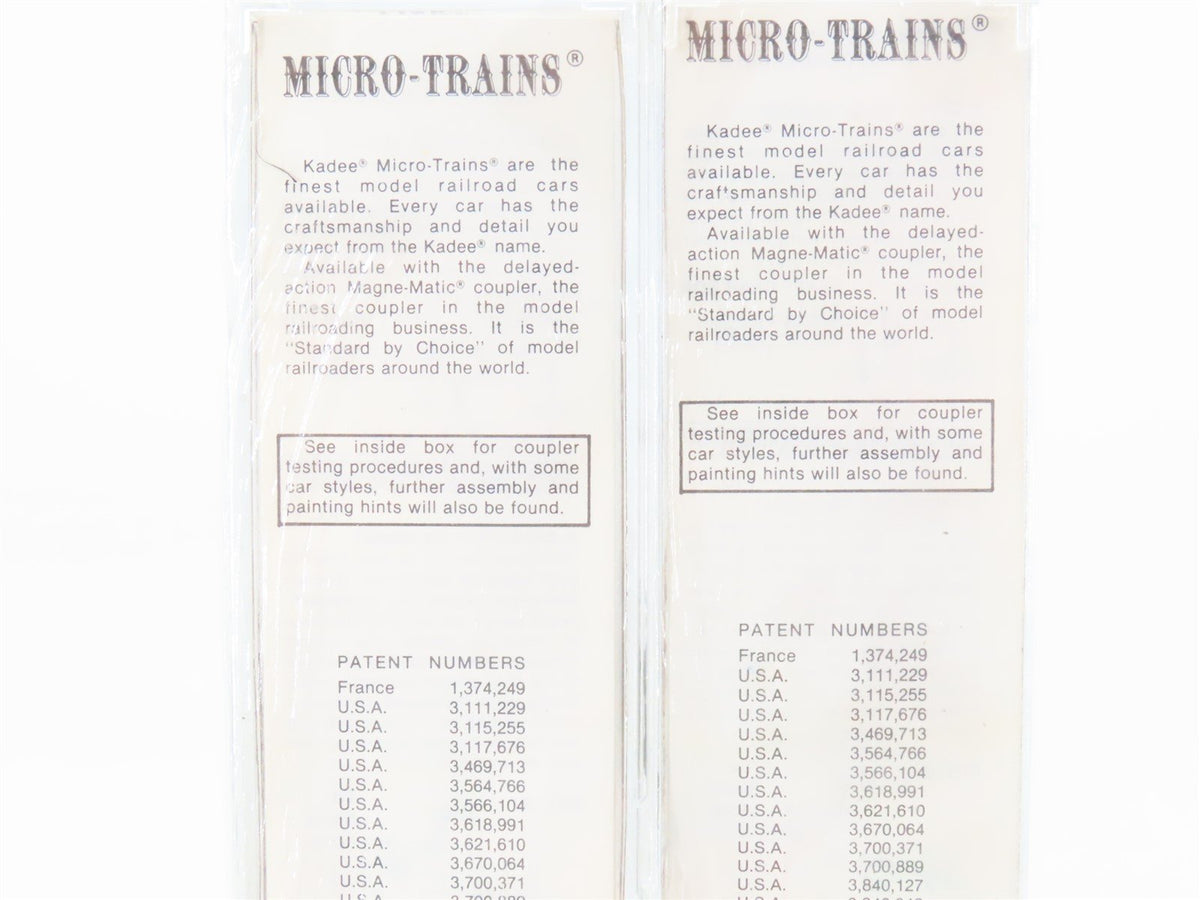 MICRO-TRAINS®
Kadee® Micro-Trains® are the
finest model railroad cars
available. Every car has the
craftsmanship and detail you
expect from the Kadee® name.
Available with the delayed-
action Magne-Matic® coupler, the
finest coupler in the model
railroading business. It is the
"Standard by Choice" of model
railroaders around the world.
See inside box for coupler
testing procedures and, with some
car styles, further assembly and
painting hints will also be found.
PATENT NUMBERS
France 1,374,249
U.S.A. 3,111,229
U.S.A. 3,115,255
U.S.A. 3,117,676
U.S.A. 3,469,713
U.S.A. 3,564,766
U.S.A. 3,566,104
U.S.A. 3,618,991
U.S.A. 3,621,610
U.S.A. 3,670,064
U.S.A. 3,700,371
U.S.A. 3,700,889
MICRO-TRAINS®
Kadee® Micro-Trains® are the
finest model railroad cars
available. Every car has the
craftsmanship and detail you
expect from the Kadee® name.
Available with the delayed-
action Magne-Matic® coupler, the
finest coupler in the model
railroading business. It is the
"Standard by Choice" of model
railroaders around the world.
See inside box for coupler
testing procedures and, with some
car styles, further assembly and
painting hints will also be found.
PATENT NUMBERS
France 1,374,249
U.S.A. 3,111,229
U.S.A. 3,115,255
U.S.A. 3,117,676
U.S.A. 3,469,713
U.S.A. 3,564,766
U.S.A. 3,566,104
U.S.A. 3,618,991
U.S.A. 3,621,610
U.S.A. 3,670,064
U.S.A. 3,700,371
U.S.A. 3,700,889
U.S.A. 3,840,127
U.S.A.